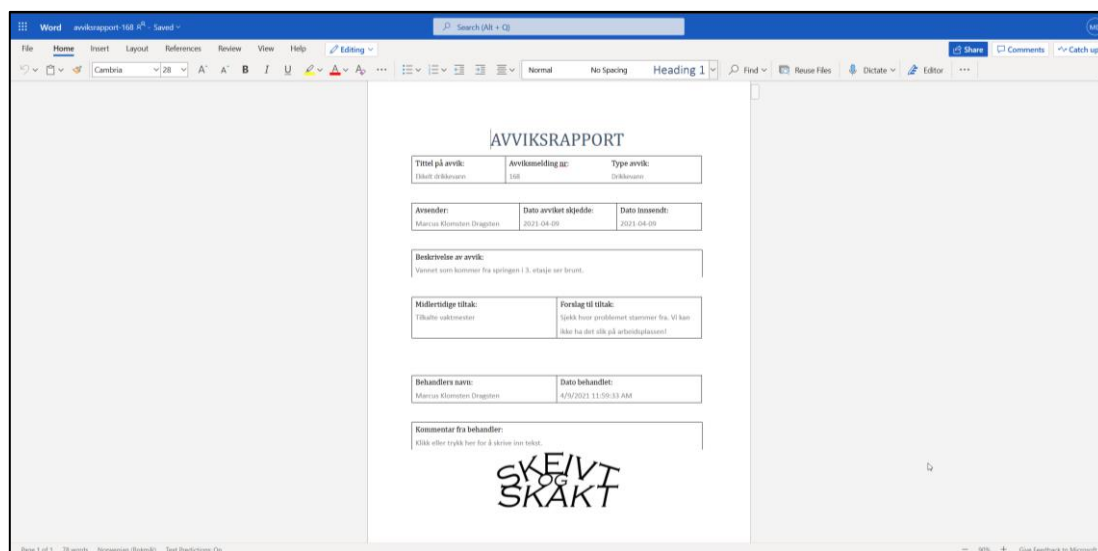 Word avviksrapport-168 - Saved
Search (Alt + Q)
File Home Insert Layout References Review View Help Editing
Share Comments Catch up
Cambria 28 A A B I U A A Normal No Spacing Heading 1 Find Reuse Files Dictate Editor
AVVIKSRAPPORT
Tittel på avvik: Avviksmelding nr: Type avvik:
Ekkelt drikkevann 168 Drikkevann
Avsender: Dato avviket skjedde: Dato innsendt:
Marcus Klomsten Dragsten 2021-04-09 2021-04-09
Beskrivelse av avvik:
Vannet som kommer fra springen i 3. etasje ser brunt.
Midlertidige tiltak: Forslag til tiltak:
Tilkalte vaktmester Sjekk hvor problemet stammer fra. Vi kan
ikke ha det slik på arbeidsplassen!
Behandlers navn: Dato behandlet:
Marcus Klomsten Dragsten 4/9/2021 11:59:33 AM
Kommentar fra behandler:
Klikk eller trykk her for å skrive inn tekst.
SKEIVT
OG
SKAKT
Page 1 of 1 78 words Norwegian (Bokmål) Text Predictions: On 90% Give Feedback to Microsoft